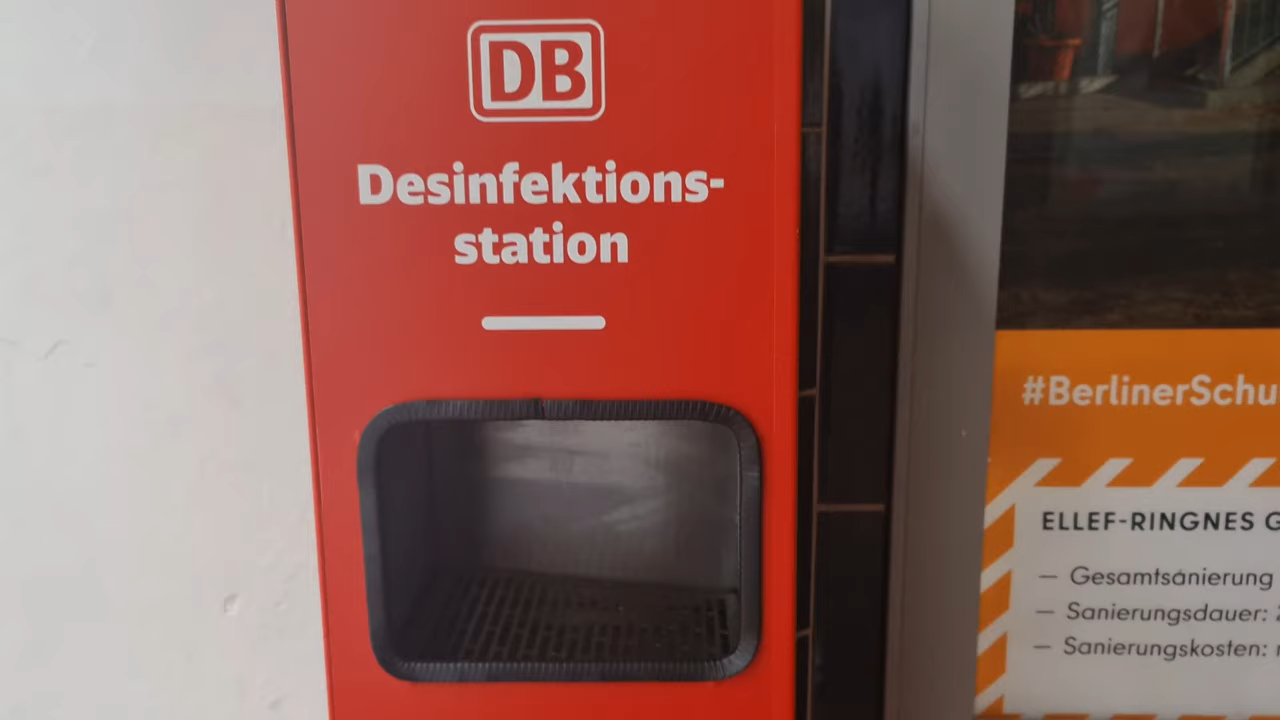 DB
Desinfektions-
station
#BerlinerSchu
ELLEF-RINGNES G
— Gesamtsanierung
— Sanierungsdauer:
— Sanierungskosten: